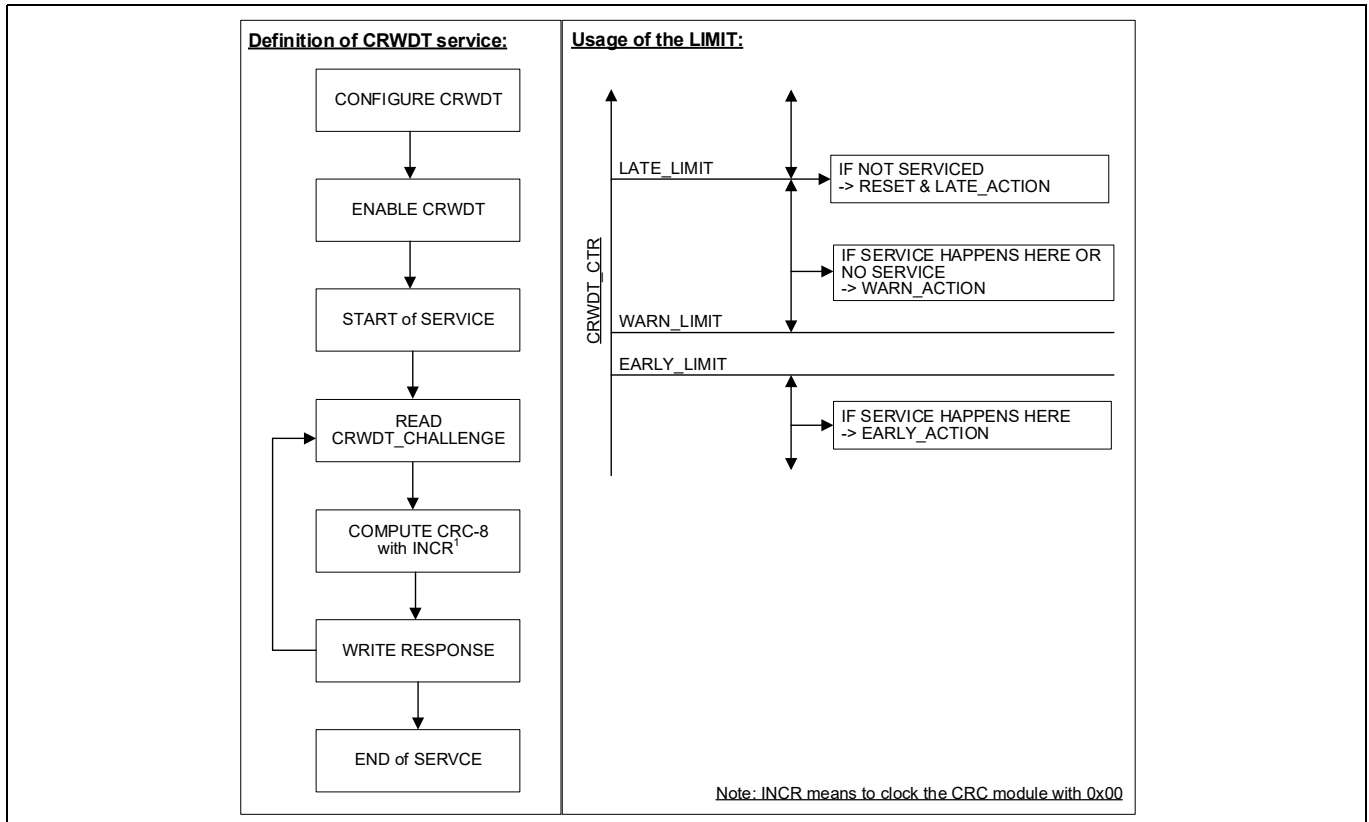 Definition of CRWDT service:
CONFIGURE CRWDT
ENABLE CRWDT
START of SERVICE
READ
CRWDT_CHALLENGE
COMPUTE CRC-8
with INCR¹
WRITE RESPONSE
END of SERVCE
Usage of the LIMIT:
CRWDT_CTR
LATE_LIMIT
IF NOT SERVICED
-> RESET & LATE_ACTION
IF SERVICE HAPPENS HERE OR
NO SERVICE
-> WARN_ACTION
WARN_LIMIT
EARLY_LIMIT
IF SERVICE HAPPENS HERE
-> EARLY_ACTION
Note: INCR means to clock the CRC module with 0x00